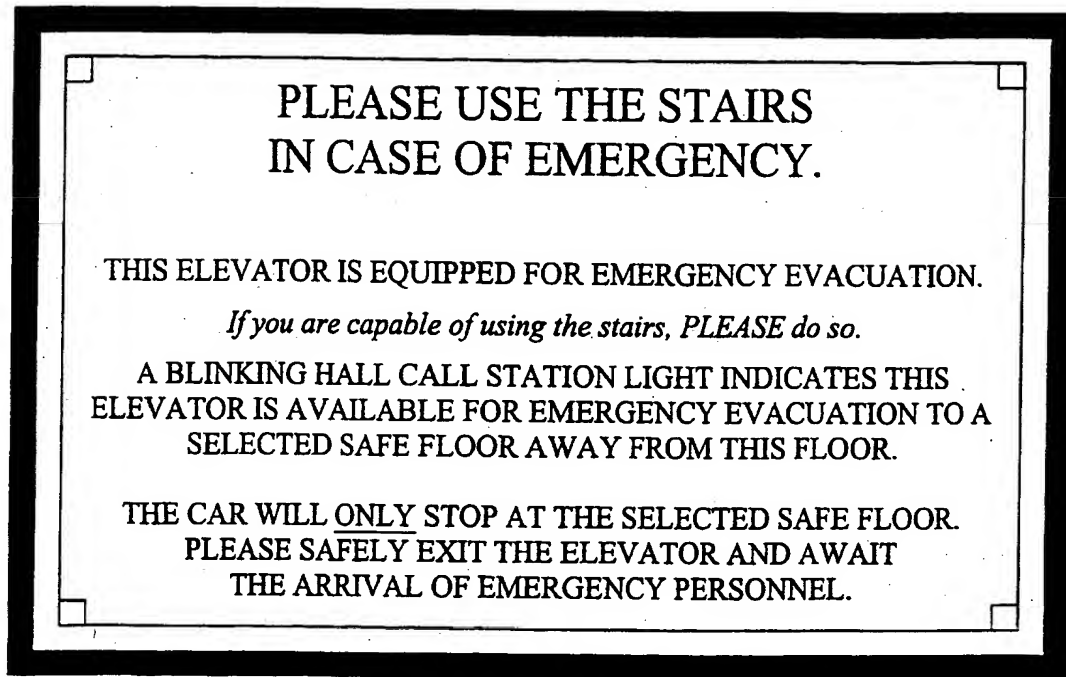 PLEASE USE THE STAIRS
IN CASE OF EMERGENCY.
THIS ELEVATOR IS EQUIPPED FOR EMERGENCY EVACUATION.
If you are capable of using the stairs, PLEASE do so.
A BLINKING HALL CALL STATION LIGHT INDICATES THIS
ELEVATOR IS AVAILABLE FOR EMERGENCY EVACUATION TO A
SELECTED SAFE FLOOR AWAY FROM THIS FLOOR.
THE CAR WILL ONLY STOP AT THE SELECTED SAFE FLOOR.
PLEASE SAFELY EXIT THE ELEVATOR AND AWAIT
THE ARRIVAL OF EMERGENCY PERSONNEL.